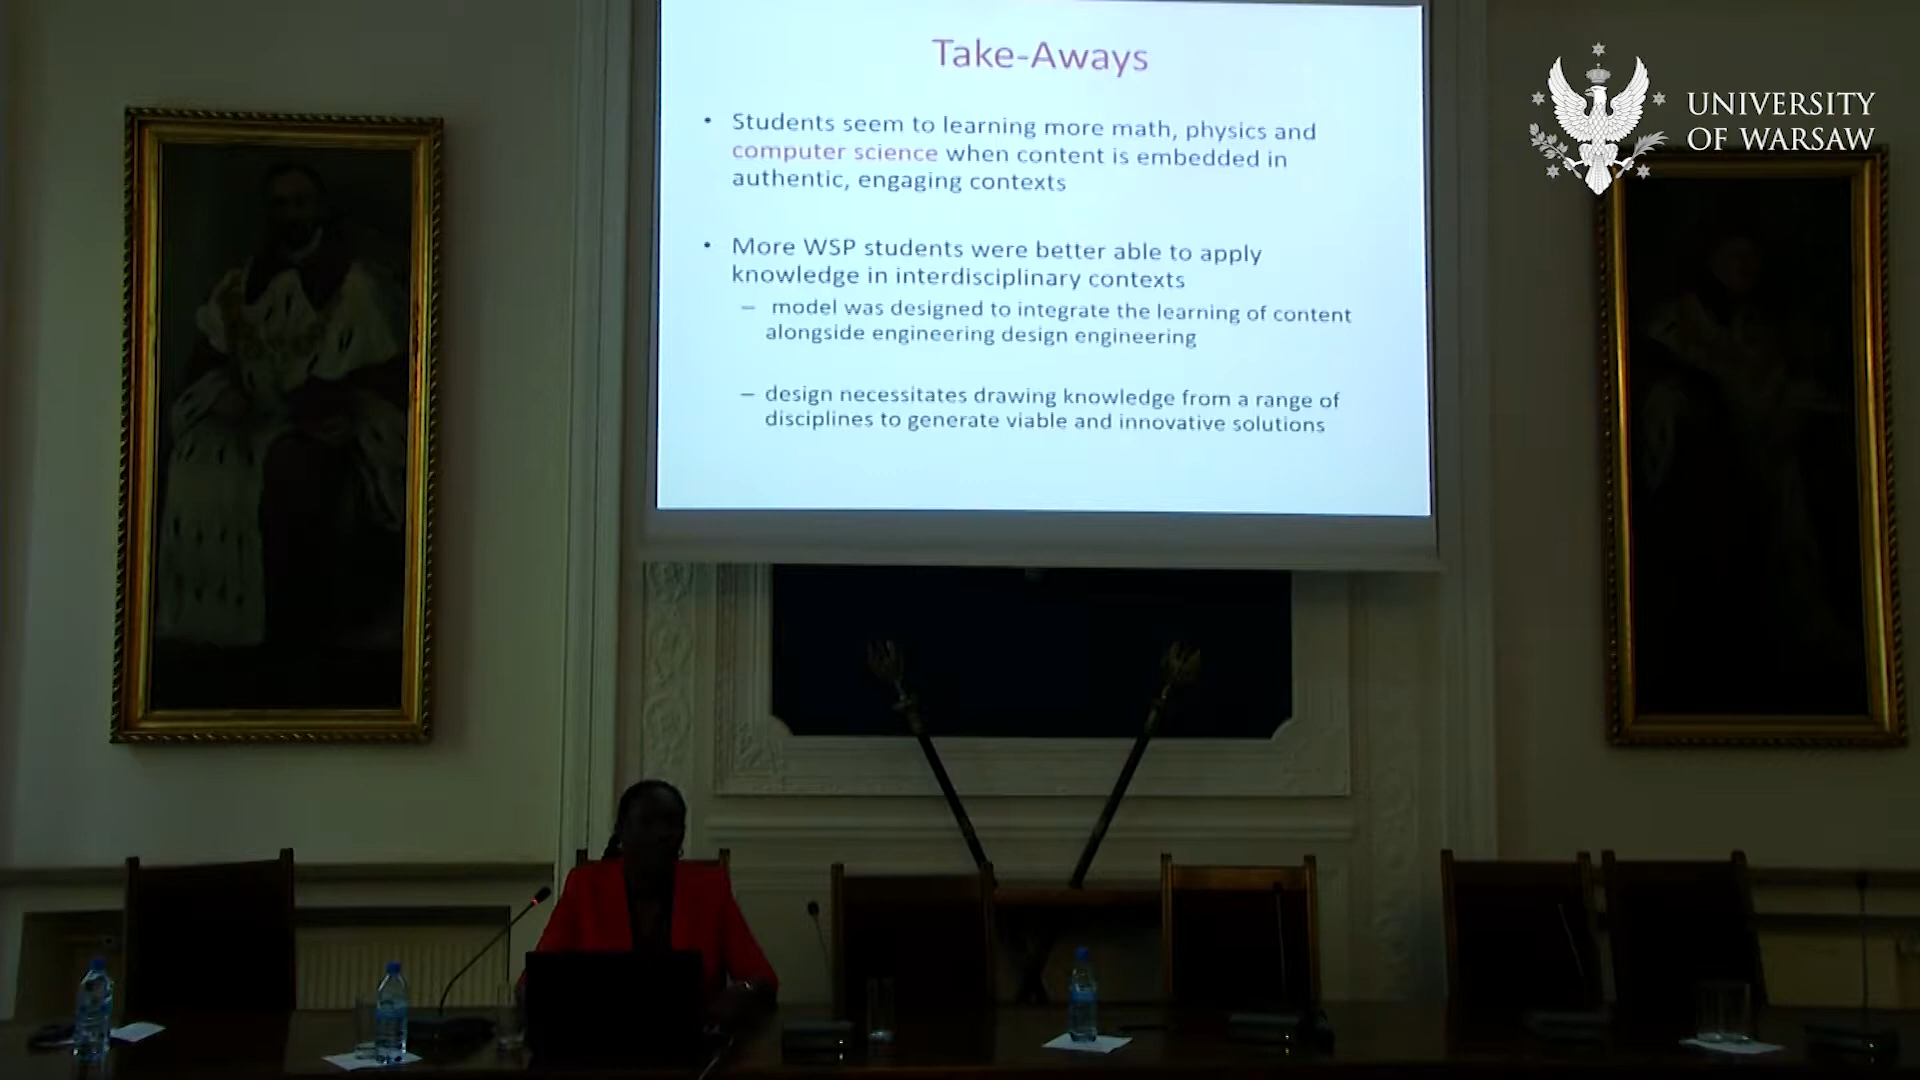 Take-Aways
• Students seem to learning more math, physics and
computer science when content is embedded in
authentic, engaging contexts
• More WSP students were better able to apply
knowledge in interdisciplinary contexts
– model was designed to integrate the learning of content
alongside engineering design engineering
– design necessitates drawing knowledge from a range of
disciplines to generate viable and innovative solutions
UNIVERSITY
OF WARSAW